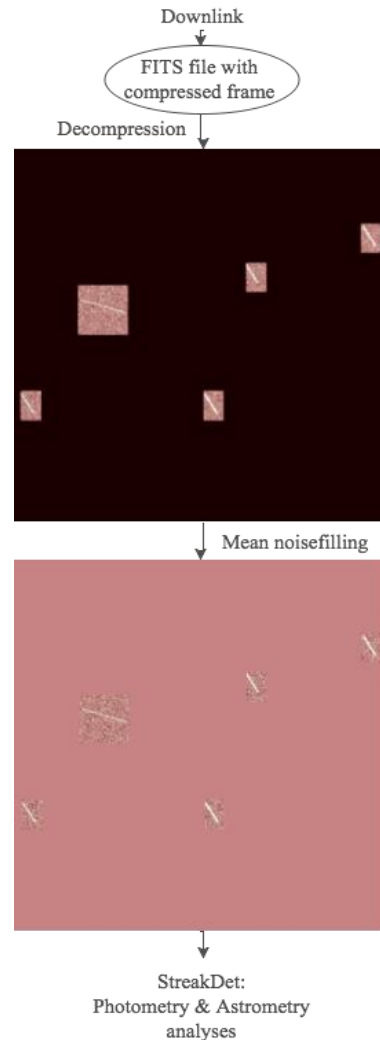 Downlink
FITS file with
compressed frame
Decompression
Mean noisefilling
StreakDet:
Photometry & Astrometry
analyses